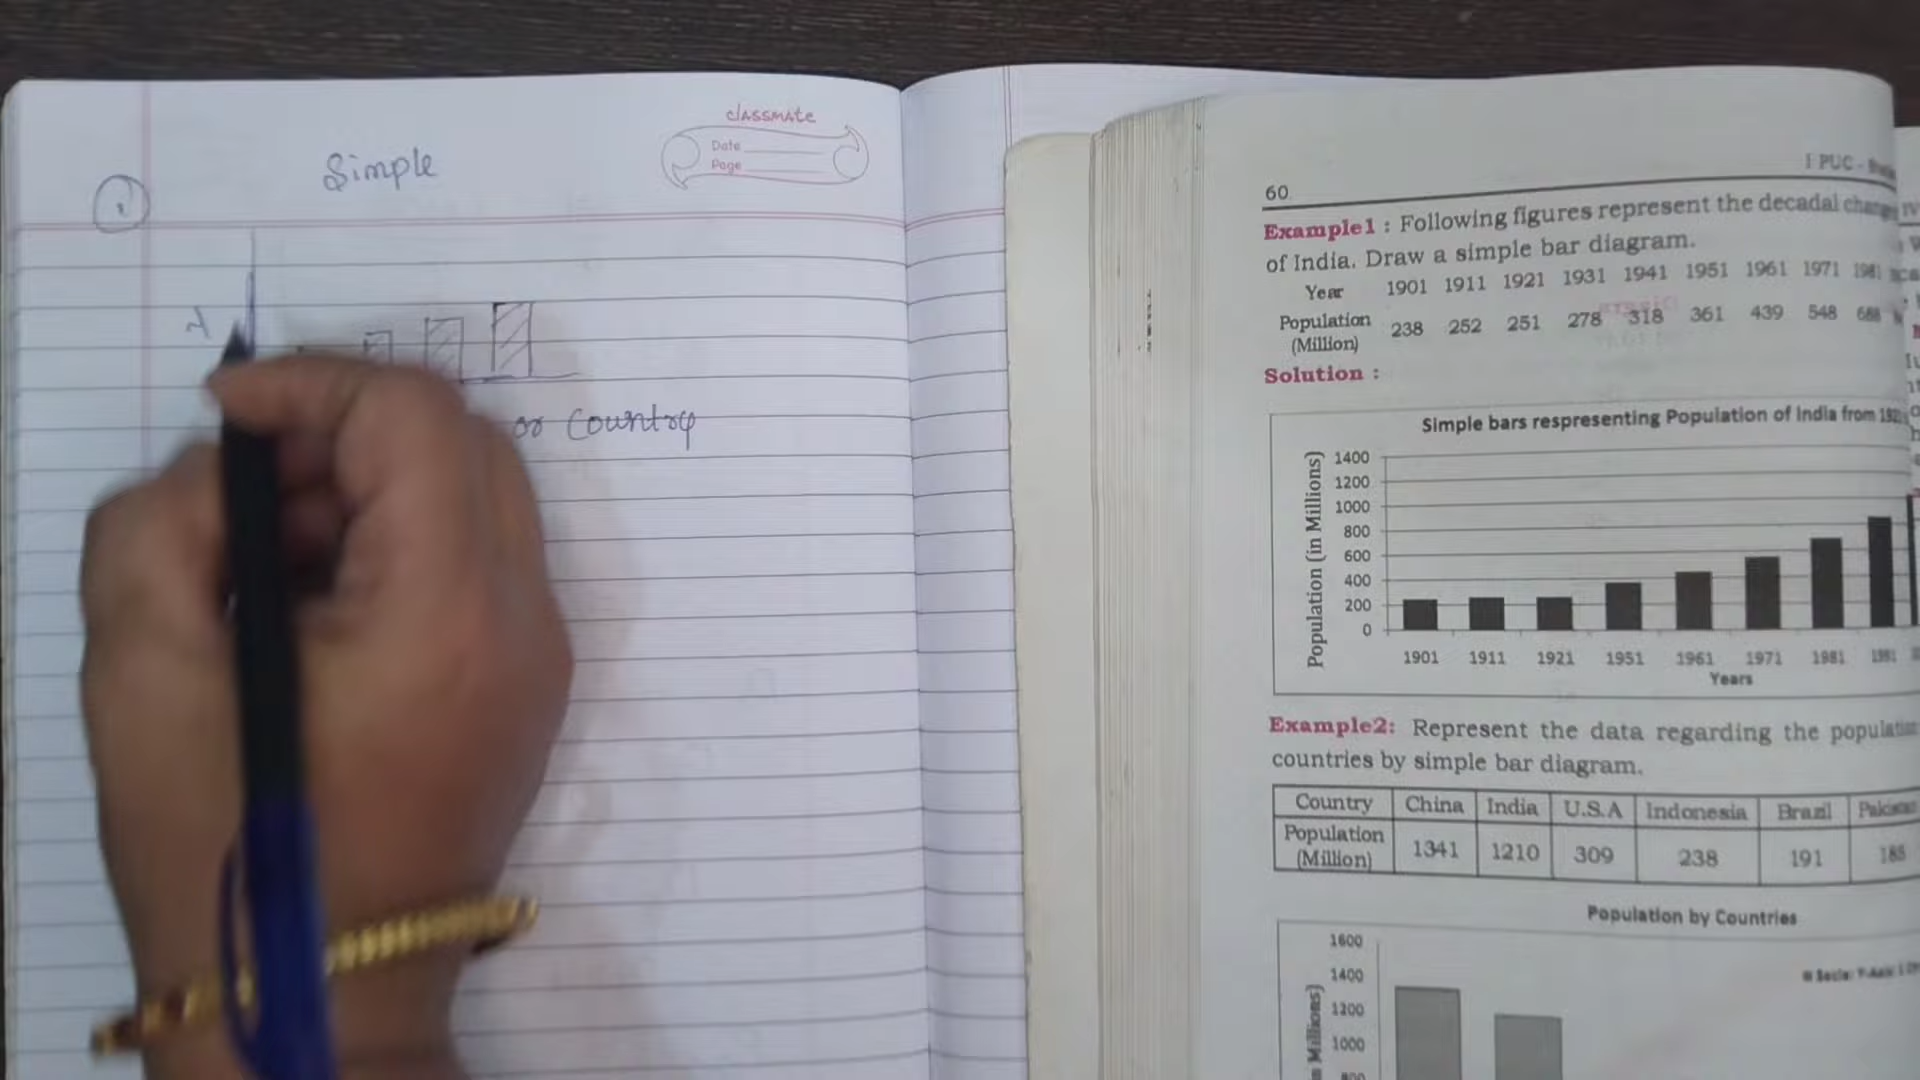 classmate
Date
Page
Simple
1
or Country
I PUC -
60
Example1 : Following figures represent the decadal
of India. Draw a simple bar diagram.
Year 1901 1911 1921 1931 1941 1951 1961 1971 1981
Population (Million) 238 252 251 278 318 361 439 548
Solution :
Simple bars respresenting Population of India from
Population (in Millions)
1400
1200
1000
800
600
400
200
0
1901 1911 1921 1951 1961 1971 1981
Years
Example2: Represent the data regarding the
countries by simple bar diagram.
Country China India U.S.A Indonesia Brazil
Population (Million) 1341 1210 309 238 191
Population by Countries
1600
1400
1200
1000
800
Millions)